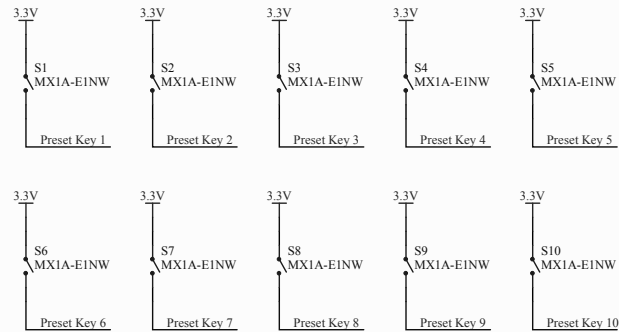 3.3V 3.3V 3.3V 3.3V 3.3V
S1 S2 S3 S4 S5
MX1A-E1NW MX1A-E1NW MX1A-E1NW MX1A-E1NW MX1A-E1NW
Preset Key 1 Preset Key 2 Preset Key 3 Preset Key 4 Preset Key 5
3.3V 3.3V 3.3V 3.3V 3.3V
S6 S7 S8 S9 S10
MX1A-E1NW MX1A-E1NW MX1A-E1NW MX1A-E1NW MX1A-E1NW
Preset Key 6 Preset Key 7 Preset Key 8 Preset Key 9 Preset Key 10